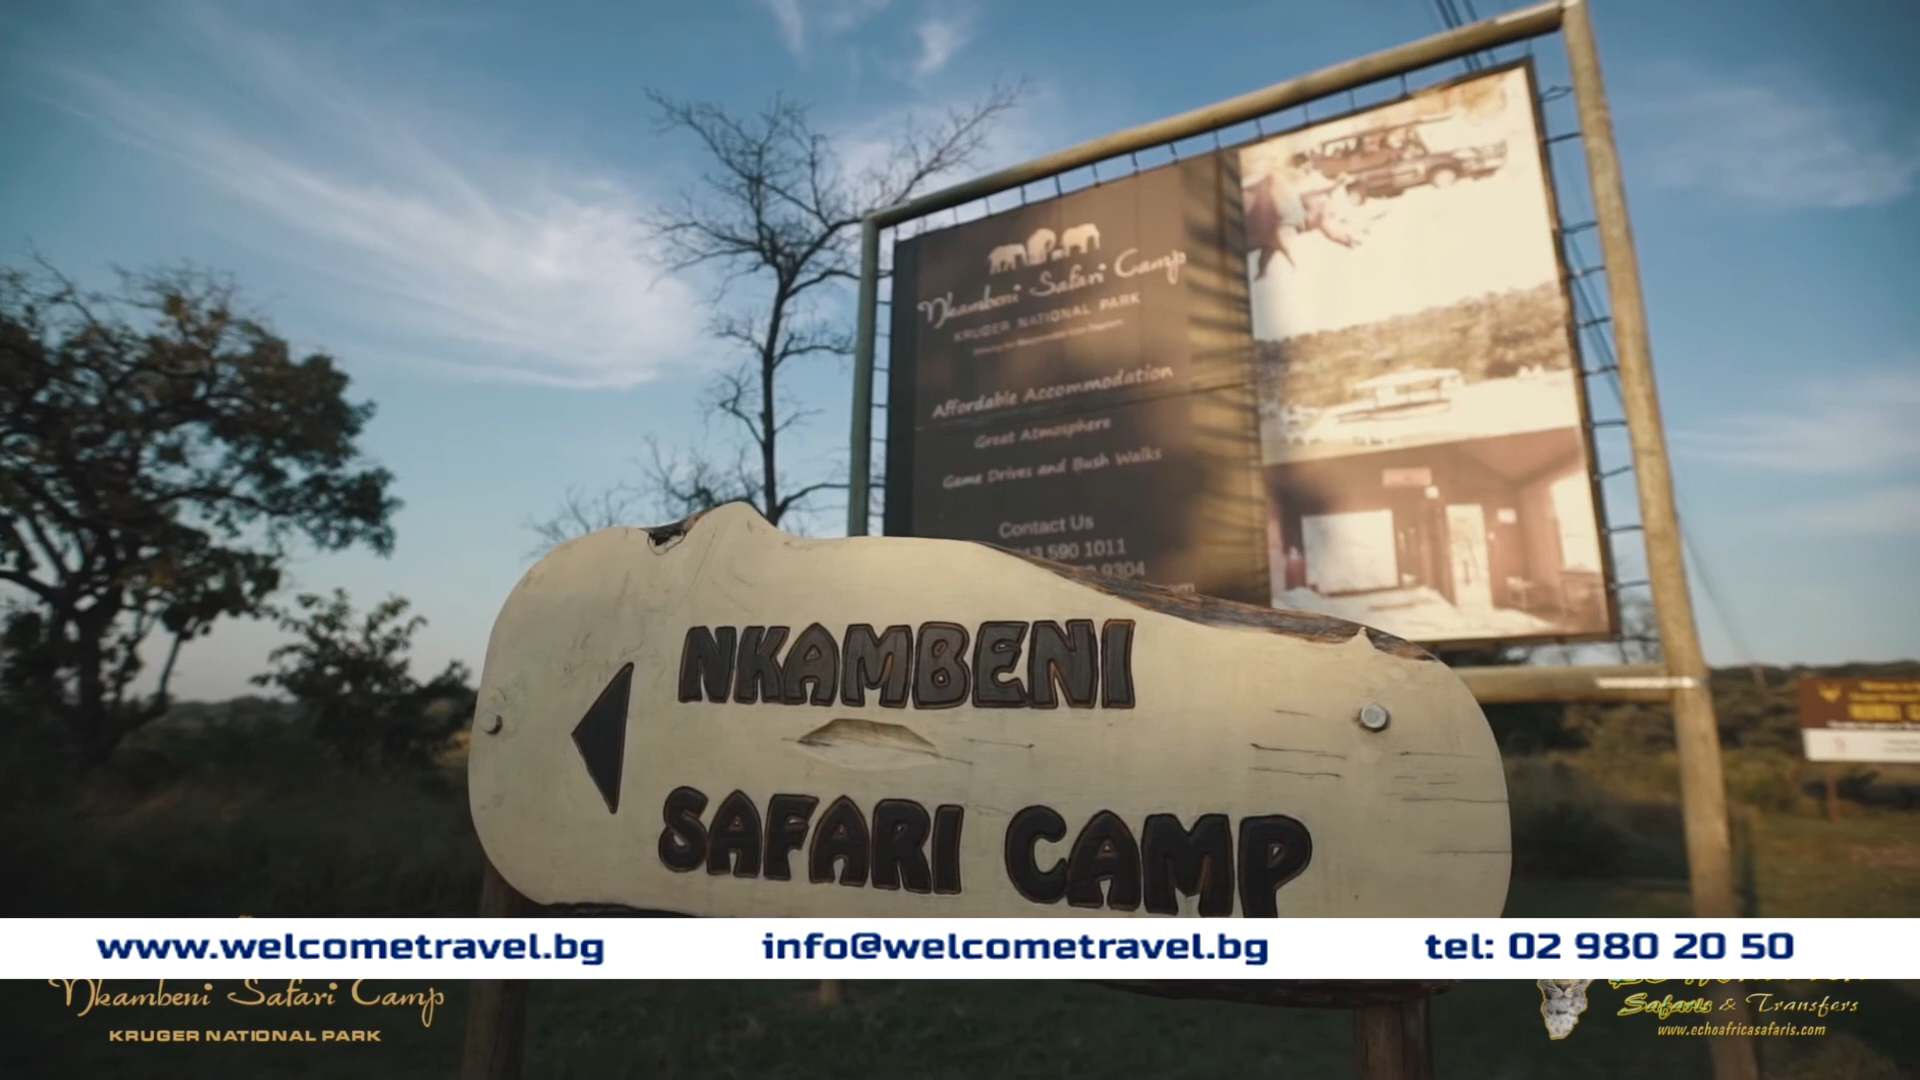 Nkambeni Safari Camp
KRUGER NATIONAL PARK
Affordable Accommodation
Great Atmosphere
Game Drives and Bush Walks
Contact Us
013 590 1011
9304
NKAMBENI
SAFARI CAMP
www.welcometravel.bg info@welcometravel.bg tel: 02 980 20 50
Nkambeni Safari Camp
KRUGER NATIONAL PARK
Safaris & Transfers
www.echoafricasafaris.com